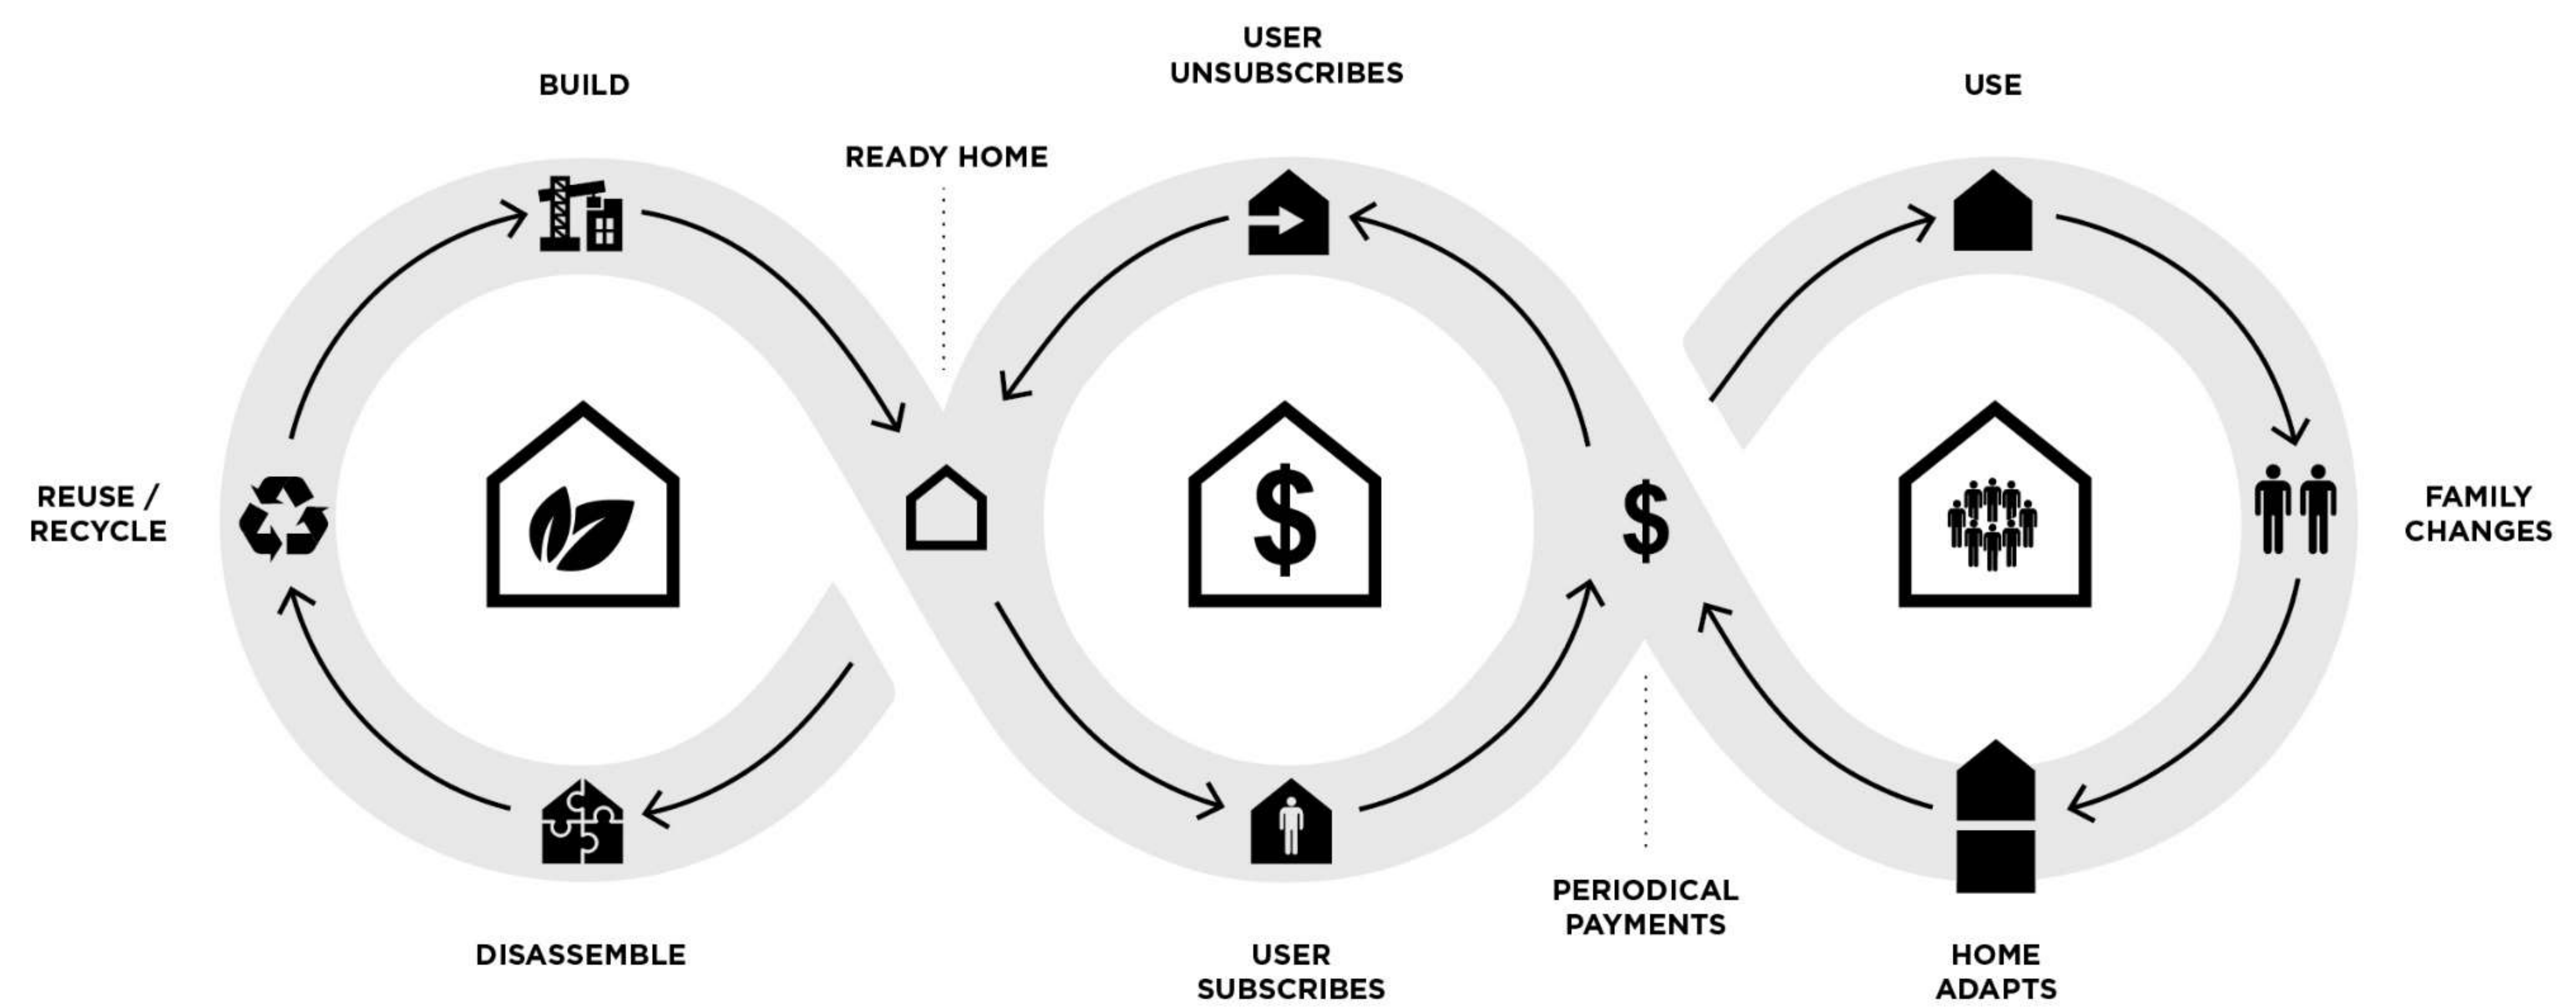 USER
UNSUBSCRIBES
BUILD
USE
READY HOME
REUSE /
RECYCLE
$
$
FAMILY
CHANGES
PERIODICAL
PAYMENTS
DISASSEMBLE
USER
SUBSCRIBES
HOME
ADAPTS